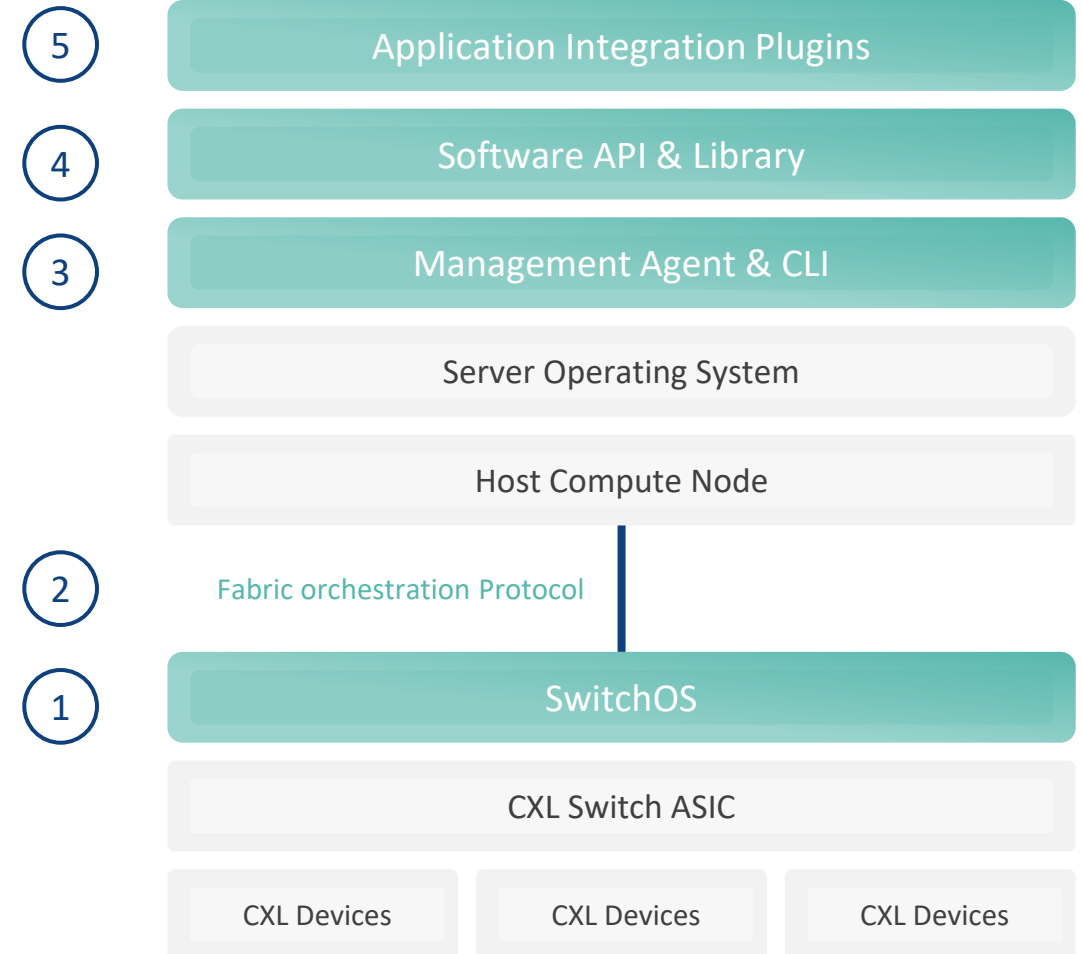 5
Application Integration Plugins
4
Software API & Library
3
Management Agent & CLI
Server Operating System
Host Compute Node
2
Fabric orchestration Protocol
1
SwitchOS
CXL Switch ASIC
CXL Devices
CXL Devices
CXL Devices